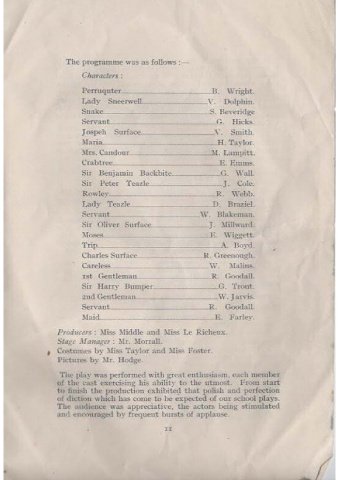 The programme was as follows :—
Characters :
Perruquter B. Wright.
Lady Sneerwell V. Dolphin.
Snake S. Beveridge
Servant G. Hicks.
Jospeh Surface V. Smith.
Maria H. Taylor.
Mrs. Candour M. Lampitt.
Crabtree E. Emms.
Sir Benjamin Backbite G. Wall.
Sir Peter Teazle J. Cole.
Rowley R. Webb.
Lady Teazle D. Braziel.
Servant W. Blakeman.
Sir Oliver Surface J. Millward.
Moses E. Wiggett.
Trip A. Boyd.
Charles Surface R. Greenough.
Careless W. Malins.
1st Gentleman R. Goodall.
Sir Harry Bumper G. Trout.
2nd Gentleman W. Jarvis.
Servant R. Goodall.
Maid E. Farley.
Producers : Miss Middle and Miss Le Richeux.
Stage Manager : Mr. Morrall.
Costumes by Miss Taylor and Miss Foster.
Pictures by Mr. Hodge.
The play was performed with great enthusiasm, each member
of the cast exercising his ability to the utmost. From start
to finish the production exhibited that polish and perfection
of diction which has come to be expected of our school plays.
The audience was appreciative, the actors being stimulated
and encouraged by frequent bursts of applause.